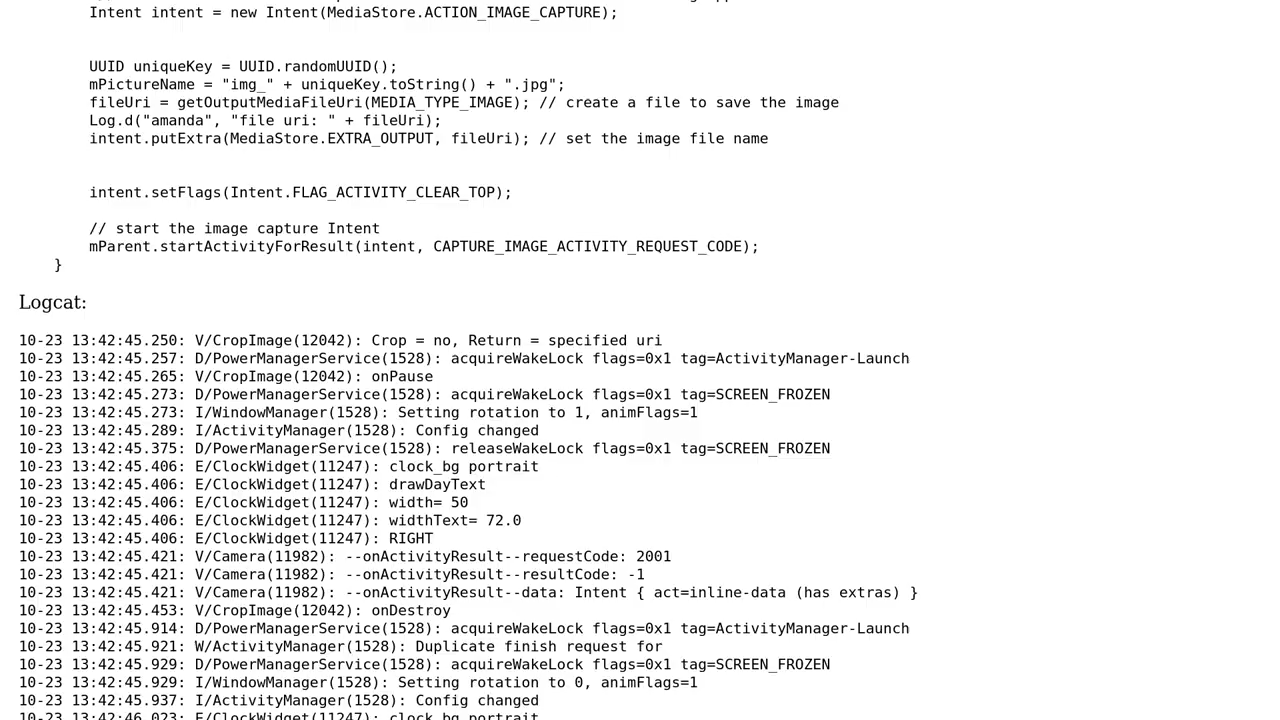 Intent intent = new Intent(MediaStore.ACTION_IMAGE_CAPTURE);
UUID uniqueKey = UUID.randomUUID();
mPictureName = "img_" + uniqueKey.toString() + ".jpg";
fileUri = getOutputMediaFileUri(MEDIA_TYPE_IMAGE); // create a file to save the image
Log.d("amanda", "file uri: " + fileUri);
intent.putExtra(MediaStore.EXTRA_OUTPUT, fileUri); // set the image file name
intent.setFlags(Intent.FLAG_ACTIVITY_CLEAR_TOP);
// start the image capture Intent
mParent.startActivityForResult(intent, CAPTURE_IMAGE_ACTIVITY_REQUEST_CODE);
}
Logcat:
10-23 13:42:45.250: V/CropImage(12042): Crop = no, Return = specified uri
10-23 13:42:45.257: D/PowerManagerService(1528): acquireWakeLock flags=0x1 tag=ActivityManager-Launch
10-23 13:42:45.265: V/CropImage(12042): onPause
10-23 13:42:45.273: D/PowerManagerService(1528): acquireWakeLock flags=0x1 tag=SCREEN_FROZEN
10-23 13:42:45.273: I/WindowManager(1528): Setting rotation to 1, animFlags=1
10-23 13:42:45.289: I/ActivityManager(1528): Config changed
10-23 13:42:45.375: D/PowerManagerService(1528): releaseWakeLock flags=0x1 tag=SCREEN_FROZEN
10-23 13:42:45.406: E/ClockWidget(11247): clock_bg portrait
10-23 13:42:45.406: E/ClockWidget(11247): drawDayText
10-23 13:42:45.406: E/ClockWidget(11247): width= 50
10-23 13:42:45.406: E/ClockWidget(11247): widthText= 72.0
10-23 13:42:45.406: E/ClockWidget(11247): RIGHT
10-23 13:42:45.421: V/Camera(11982): --onActivityResult--requestCode: 2001
10-23 13:42:45.421: V/Camera(11982): --onActivityResult--resultCode: -1
10-23 13:42:45.421: V/Camera(11982): --onActivityResult--data: Intent { act=inline-data (has extras) }
10-23 13:42:45.453: V/CropImage(12042): onDestroy
10-23 13:42:45.914: D/PowerManagerService(1528): acquireWakeLock flags=0x1 tag=ActivityManager-Launch
10-23 13:42:45.921: W/ActivityManager(1528): Duplicate finish request for
10-23 13:42:45.929: D/PowerManagerService(1528): acquireWakeLock flags=0x1 tag=SCREEN_FROZEN
10-23 13:42:45.929: I/WindowManager(1528): Setting rotation to 0, animFlags=1
10-23 13:42:45.937: I/ActivityManager(1528): Config changed
10-23 13:42:46.023: E/ClockWidget(11247): clock_bg portrait